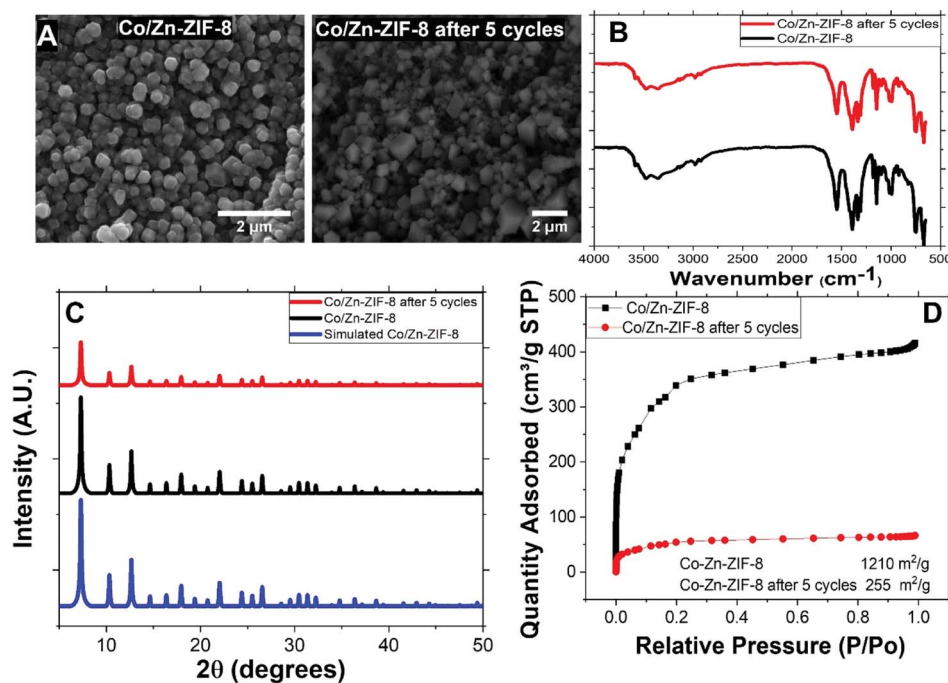 A
Co/Zn-ZIF-8
2 µm
Co/Zn-ZIF-8 after 5 cycles
2 µm
B
Co/Zn-ZIF-8 after 5 cycles
Co/Zn-ZIF-8
4000 3500 3000 2500 2000 1500 1000 500
Wavenumber (cm-1)
C
Co/Zn-ZIF-8 after 5 cycles
Co/Zn-ZIF-8
Simulated Co/Zn-ZIF-8
Intensity (A.U.)
10 20 30 40 50
2θ (degrees)
D
Co/Zn-ZIF-8
Co/Zn-ZIF-8 after 5 cycles
Quantity Adsorbed (cm³/g STP)
500
400
300
200
100
0
Co-Zn-ZIF-8 1210 m²/g
Co-Zn-ZIF-8 after 5 cycles 255 m²/g
0.0 0.2 0.4 0.6 0.8 1.0
Relative Pressure (P/Po)